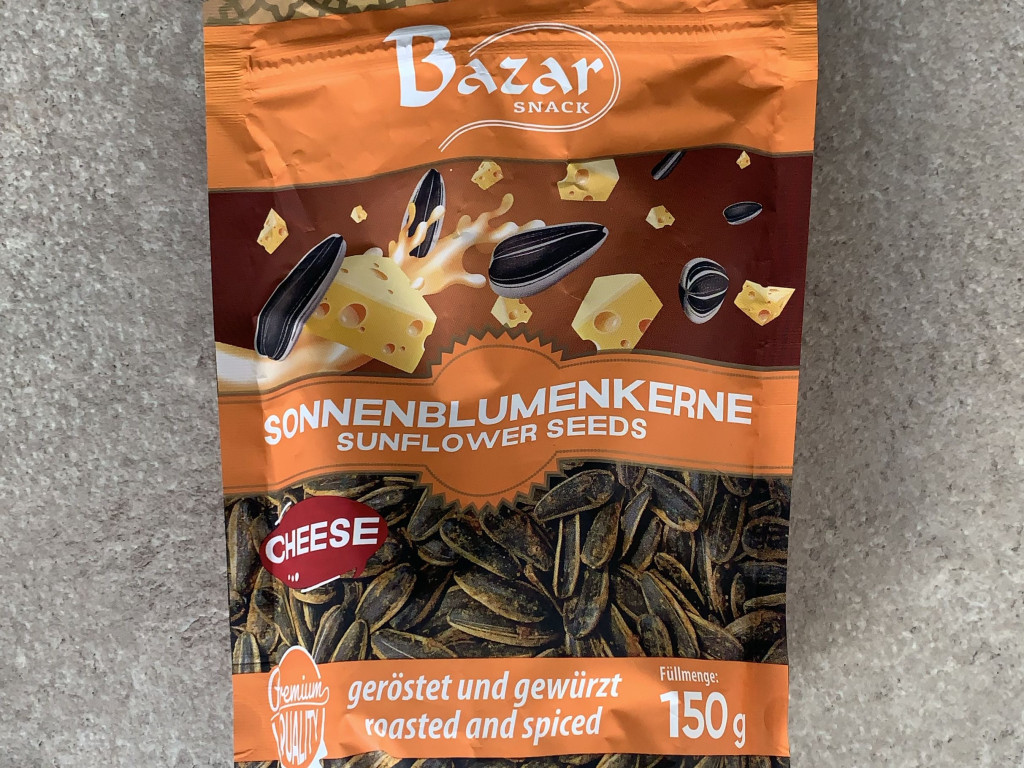 Bazar
SNACK
SONNENBLUMENKERNE
SUNFLOWER SEEDS
CHEESE
Premium
QUALITY
geröstet und gewürzt
roasted and spiced
Füllmenge:
150 g